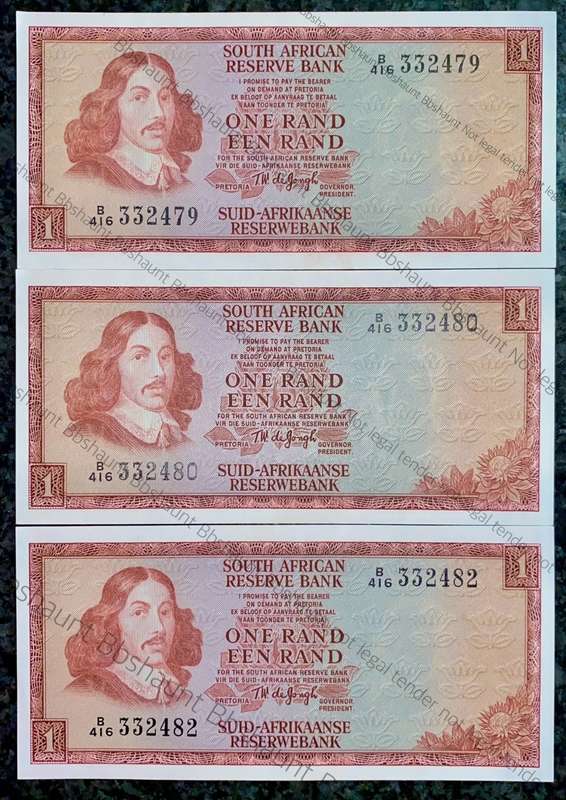 SOUTH AFRICAN
RESERVE BANK
B/416 332479
1
I PROMISE TO PAY THE BEARER
ON DEMAND AT PRETORIA
EK BELOOF OP AANVRAAG TE BETAAL
AAN TOONDER TE PRETORIA
ONE RAND
EEN RAND
FOR THE SOUTH AFRICAN RESERVE BANK
VIR DIE SUID-AFRIKAANSE RESERWEBANK
PRETORIA T.W. de Jongh GOVERNOR
PRESIDENT.
1
B/416 332479
SUID-AFRIKAANSE
RESERWEBANK
SOUTH AFRICAN
RESERVE BANK
B/416 332480
1
I PROMISE TO PAY THE BEARER
ON DEMAND AT PRETORIA
EK BELOOF OP AANVRAAG TE BETAAL
AAN TOONDER TE PRETORIA
ONE RAND
EEN RAND
FOR THE SOUTH AFRICAN RESERVE BANK
VIR DIE SUID-AFRIKAANSE RESERWEBANK
PRETORIA T.W. de Jongh GOVERNOR
PRESIDENT.
1
B/416 332480
SUID-AFRIKAANSE
RESERWEBANK
SOUTH AFRICAN
RESERVE BANK
B/416 332482
1
I PROMISE TO PAY THE BEARER
ON DEMAND AT PRETORIA
EK BELOOF OP AANVRAAG TE BETAAL
AAN TOONDER TE PRETORIA
ONE RAND
EEN RAND
FOR THE SOUTH AFRICAN RESERVE BANK
VIR DIE SUID-AFRIKAANSE RESERWEBANK
PRETORIA T.W. de Jongh GOVERNOR
PRESIDENT.
1
B/416 332482
SUID-AFRIKAANSE
RESERWEBANK
Bbshaunt Bbshaunt Not legal tender not